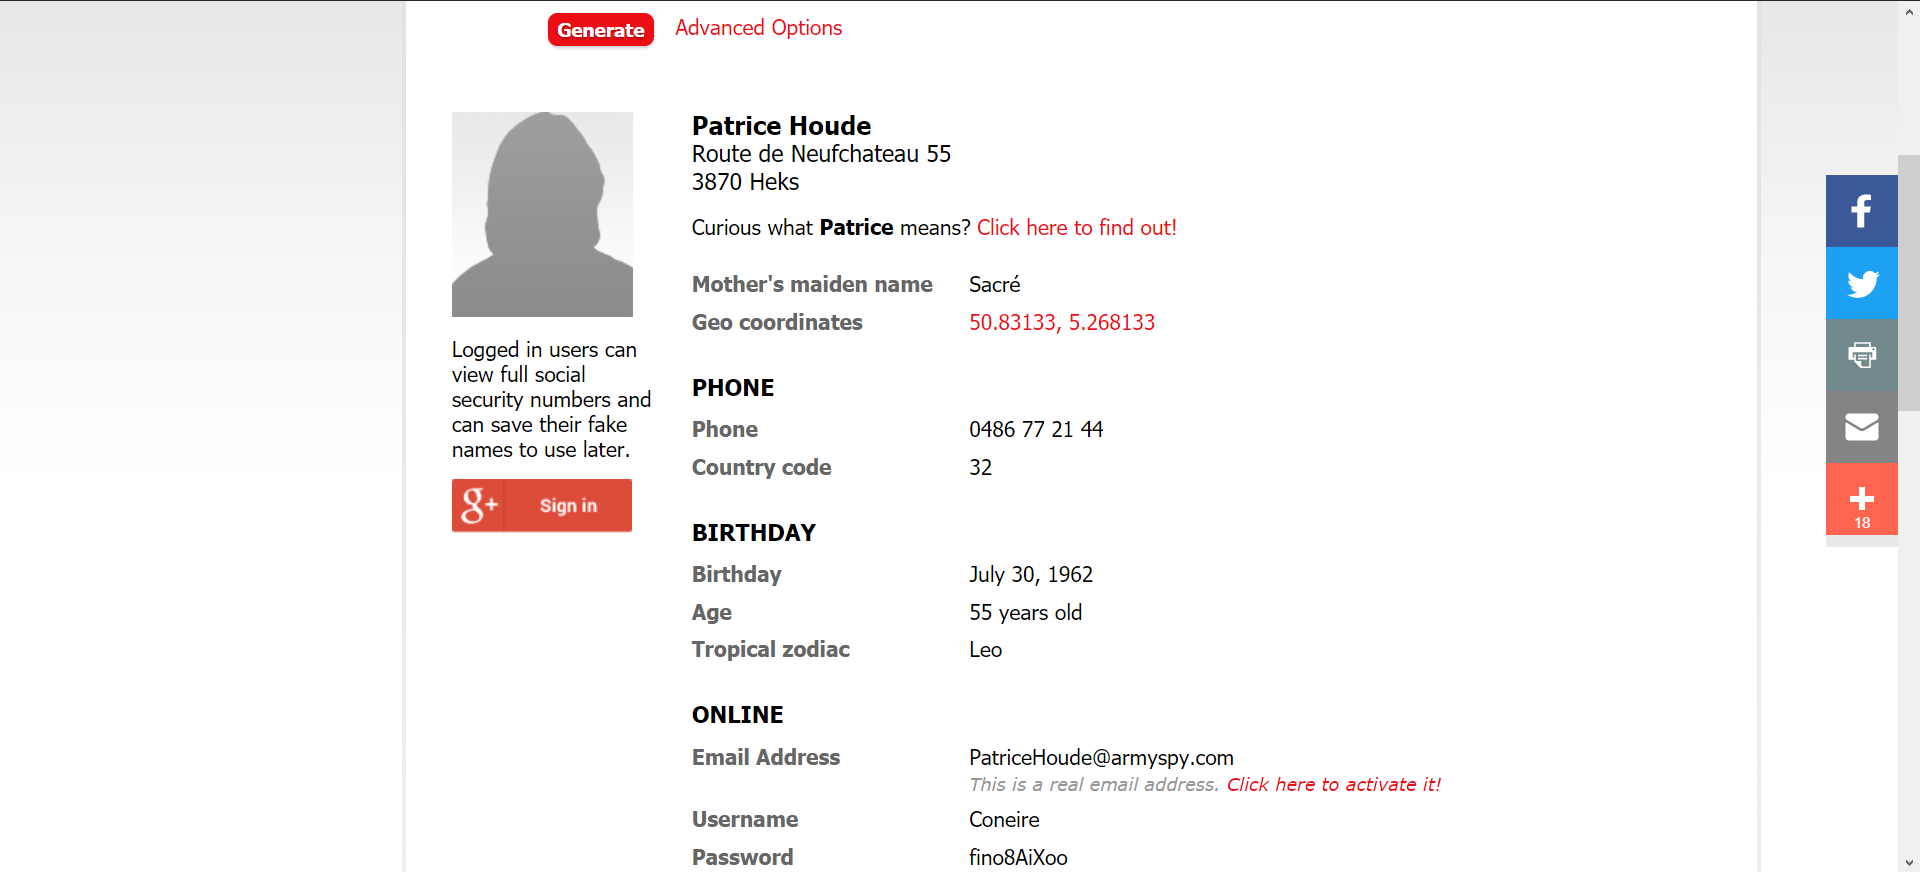 Generate Advanced Options
Patrice Houde
Route de Neufchateau 55
3870 Heks
Curious what Patrice means? Click here to find out!
Mother's maiden name Sacré
Geo coordinates 50.83133, 5.268133
Logged in users can
view full social
security numbers and
can save their fake
names to use later.
g+ Sign in
PHONE
Phone 0486 77 21 44
Country code 32
BIRTHDAY
Birthday July 30, 1962
Age 55 years old
Tropical zodiac Leo
ONLINE
Email Address PatriceHoude@armyspy.com
This is a real email address. Click here to activate it!
Username Coneire
Password fino8AiXoo
18